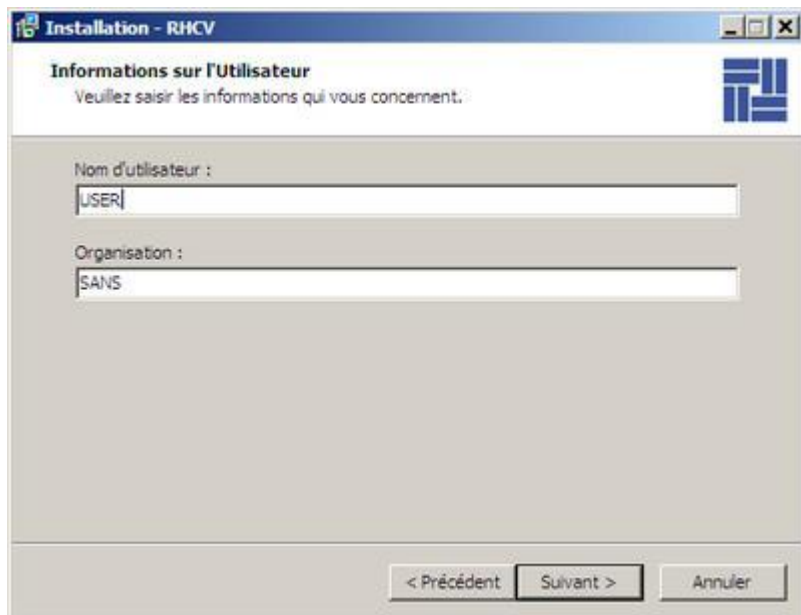 Installation - RHCV
Informations sur l'Utilisateur
Veuillez saisir les informations qui vous concernent.
Nom d'utilisateur :
USER
Organisation :
SANS
< Précédent
Suivant >
Annuler